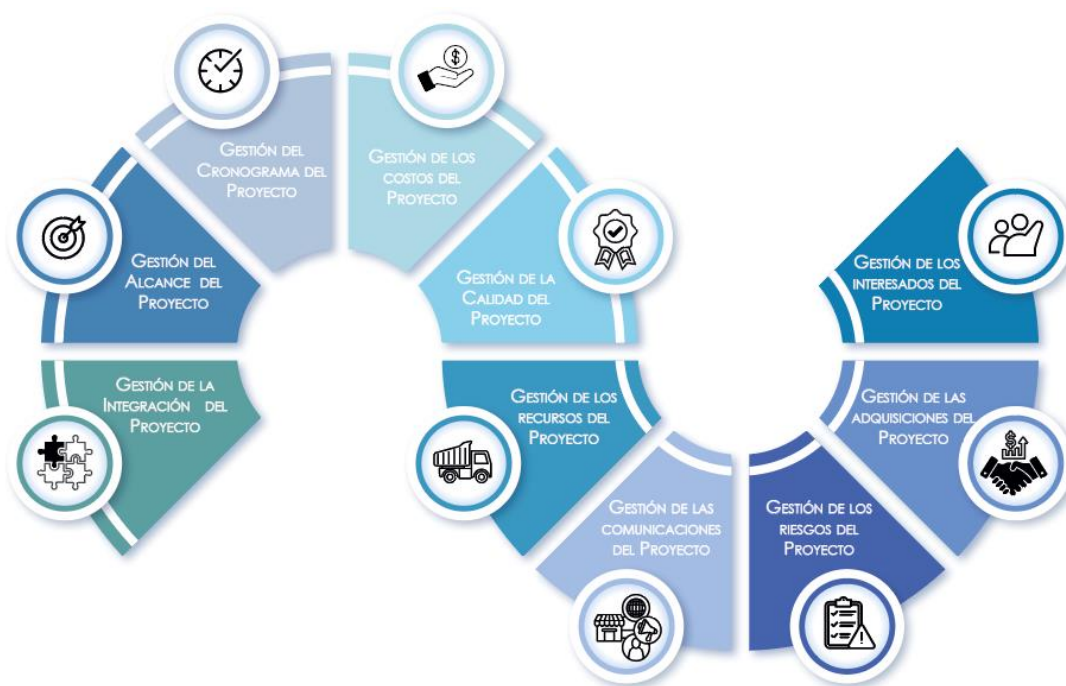 Gestión de la
Integración del
Proyecto
Gestión del
Alcance del
Proyecto
Gestión del
Cronograma del
Proyecto
Gestión de los
costos del
Proyecto
Gestión de la
Calidad del
Proyecto
Gestión de los
recursos del
Proyecto
Gestión de las
comunicaciones
del Proyecto
Gestión de los
riesgos del
Proyecto
Gestión de las
adquisiciones del
Proyecto
Gestión de los
interesados del
Proyecto